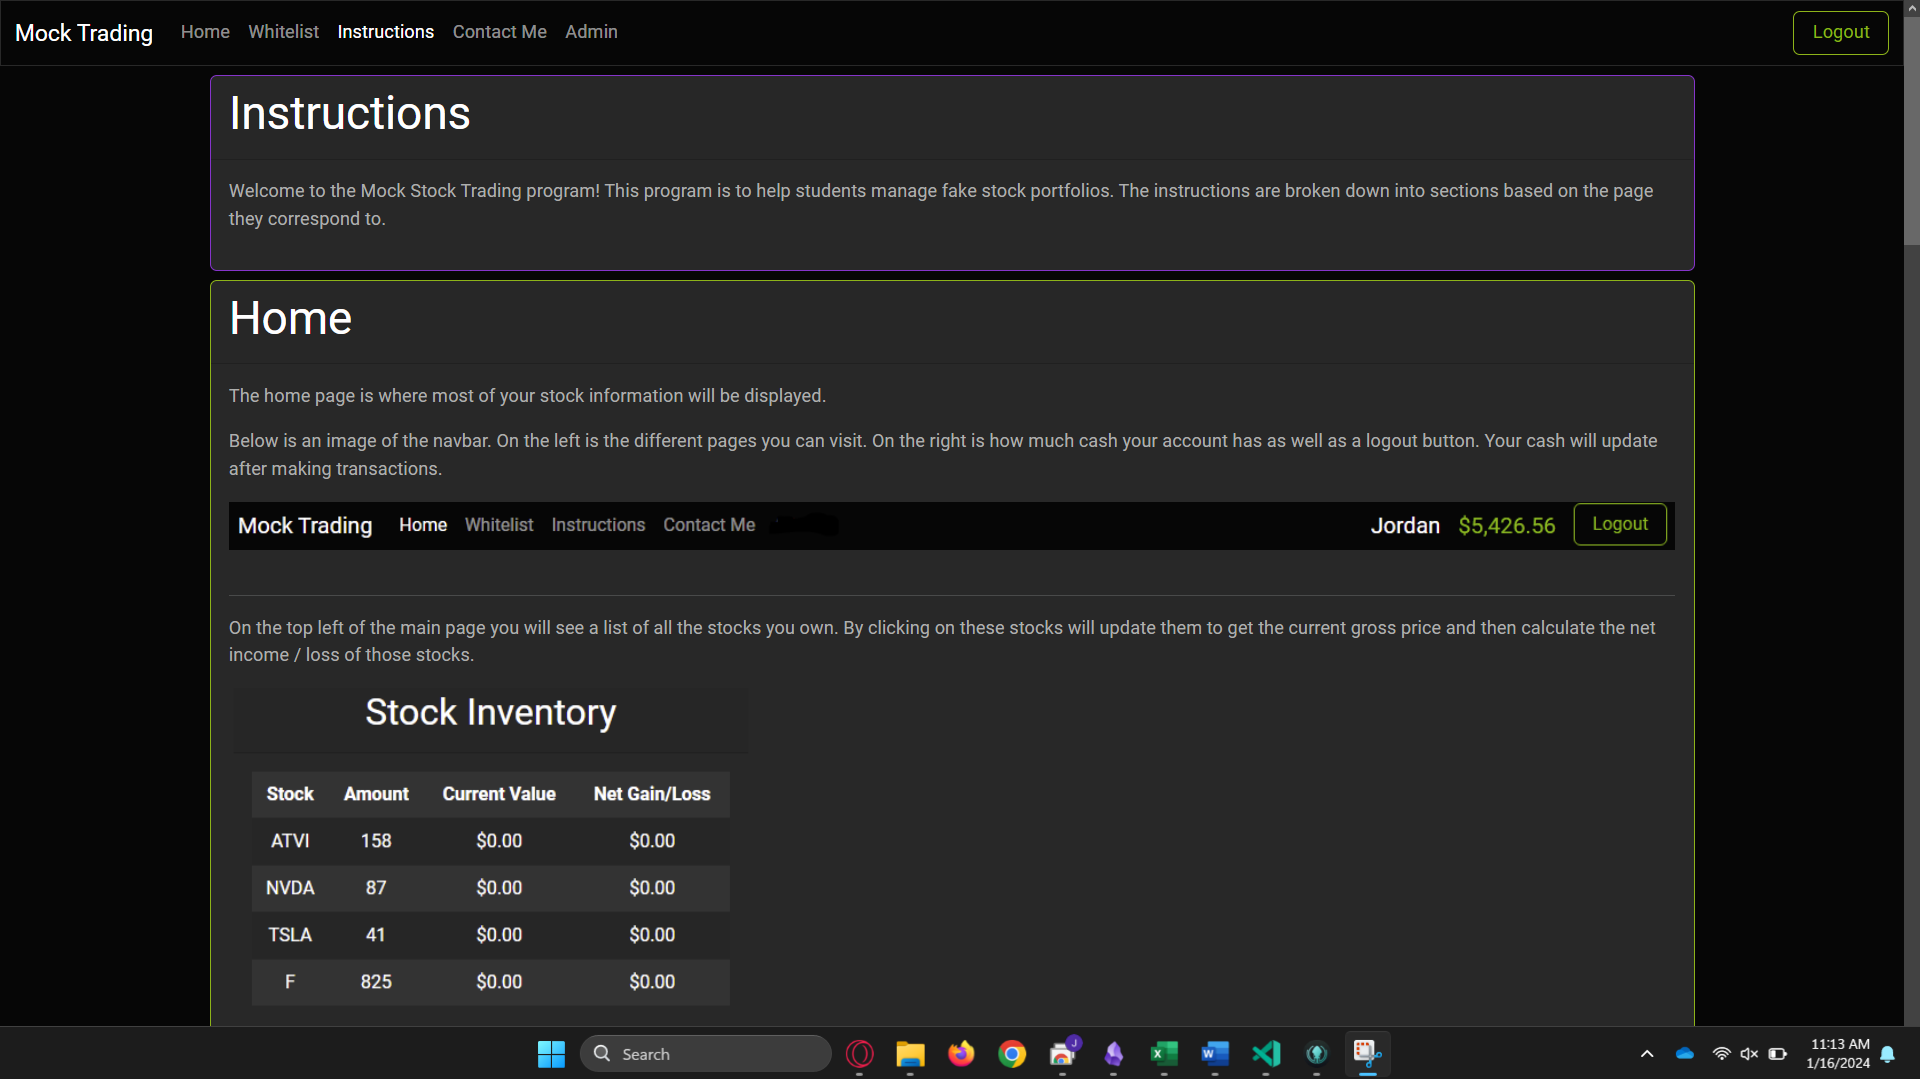 Mock Trading Home Whitelist Instructions Contact Me Admin Logout
Instructions
Welcome to the Mock Stock Trading program! This program is to help students manage fake stock portfolios. The instructions are broken down into sections based on the page
they correspond to.
Home
The home page is where most of your stock information will be displayed.
Below is an image of the navbar. On the left is the different pages you can visit. On the right is how much cash your account has as well as a logout button. Your cash will update
after making transactions.
Mock Trading Home Whitelist Instructions Contact Me Jordan $5,426.56 Logout
On the top left of the main page you will see a list of all the stocks you own. By clicking on these stocks will update them to get the current gross price and then calculate the net
income / loss of those stocks.
Stock Inventory
Stock Amount Current Value Net Gain/Loss
ATVI 158 $0.00 $0.00
NVDA 87 $0.00 $0.00
TSLA 41 $0.00 $0.00
F 825 $0.00 $0.00
Search
J
11:13 AM
1/16/2024